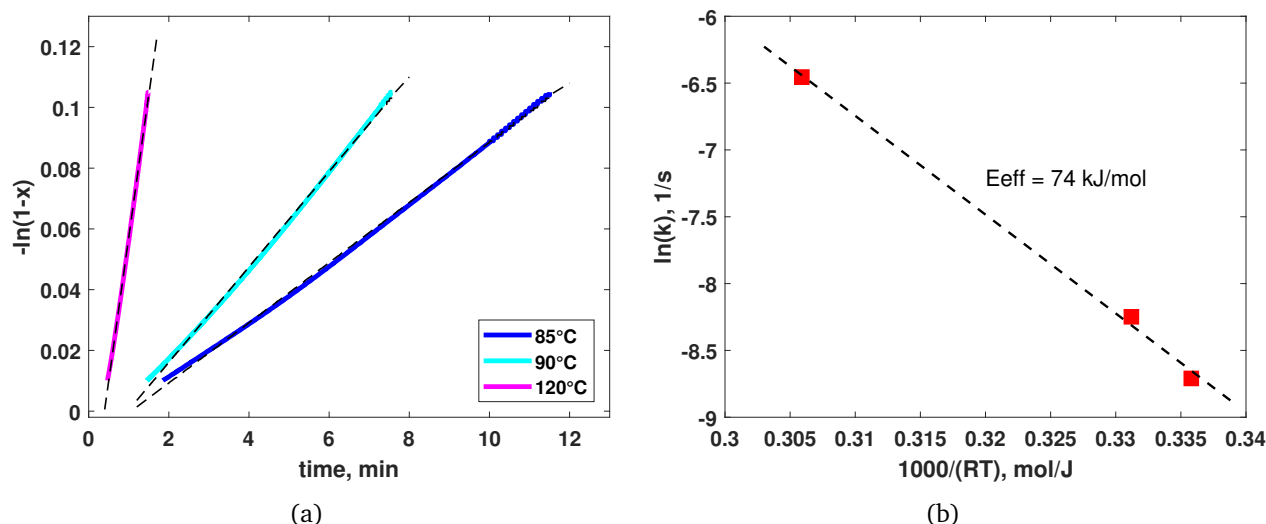 0.12
0.1
0.08
0.06
0.04
0.02
0
-ln(1-x)
85°C
90°C
120°C
0 2 4 6 8 10 12
time, min
(a)
-6
-6.5
-7
-7.5
-8
-8.5
-9
ln(k), 1/s
Eeff = 74 kJ/mol
0.3 0.305 0.31 0.315 0.32 0.325 0.33 0.335 0.34
1000/(RT), mol/J
(b)